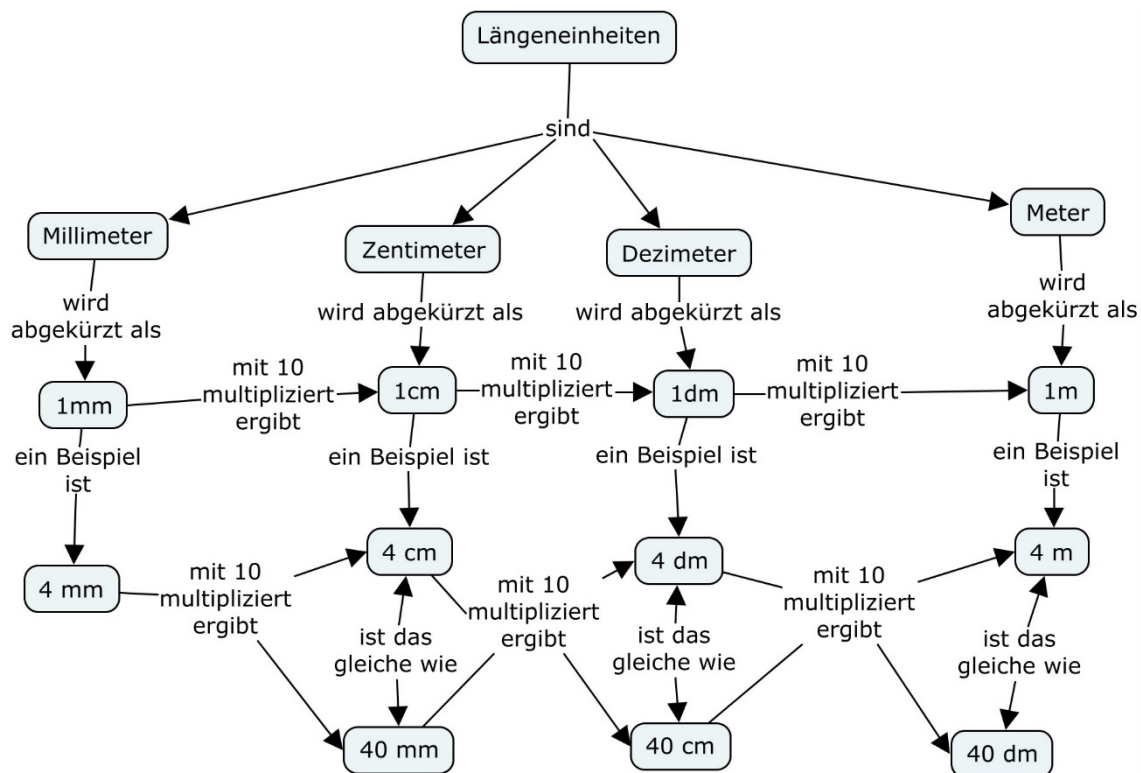 Längeneinheiten
sind
Millimeter
Zentimeter
Dezimeter
Meter
wird
abgekürzt als
wird abgekürzt als
wird abgekürzt als
wird
abgekürzt als
1mm
mit 10
multipliziert
ergibt
1cm
mit 10
multipliziert
ergibt
1dm
mit 10
multipliziert
ergibt
1m
ein Beispiel
ist
ein Beispiel ist
ein Beispiel ist
ein Beispiel
ist
4 mm
mit 10
multipliziert
ergibt
4 cm
mit 10
multipliziert
ergibt
4 dm
mit 10
multipliziert
ergibt
4 m
ist das
gleiche wie
ist das
gleiche wie
ist das
gleiche wie
40 mm
40 cm
40 dm